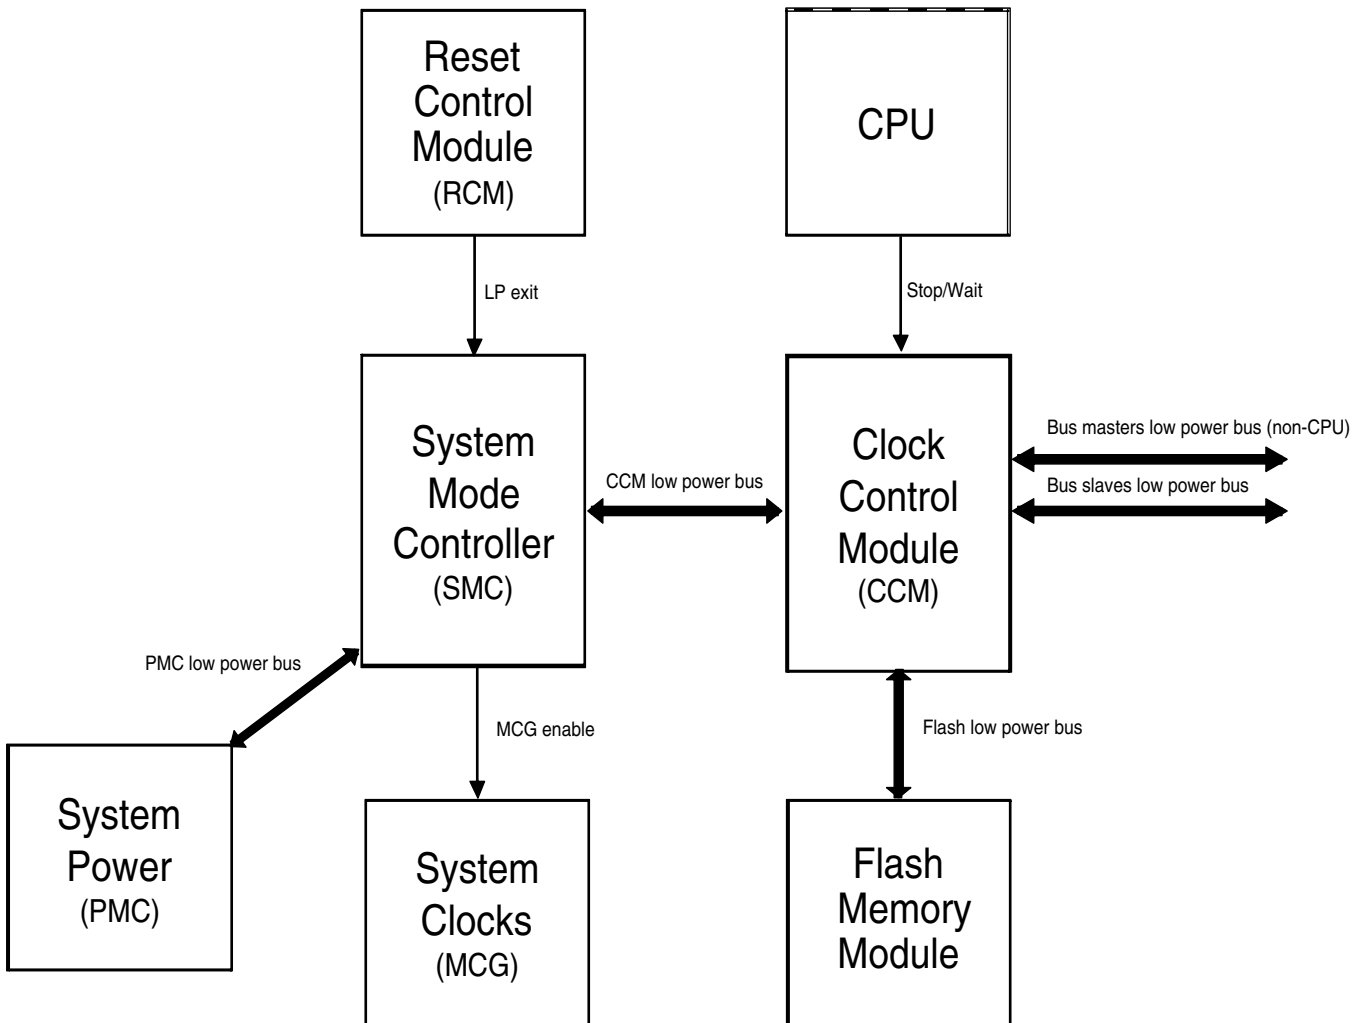 Reset
Control
Module
(RCM)
CPU
LP exit
Stop/Wait
System
Mode
Controller
(SMC)
CCM low power bus
Clock
Control
Module
(CCM)
Bus masters low power bus (non-CPU)
Bus slaves low power bus
PMC low power bus
MCG enable
Flash low power bus
System
Power
(PMC)
System
Clocks
(MCG)
Flash
Memory
Module